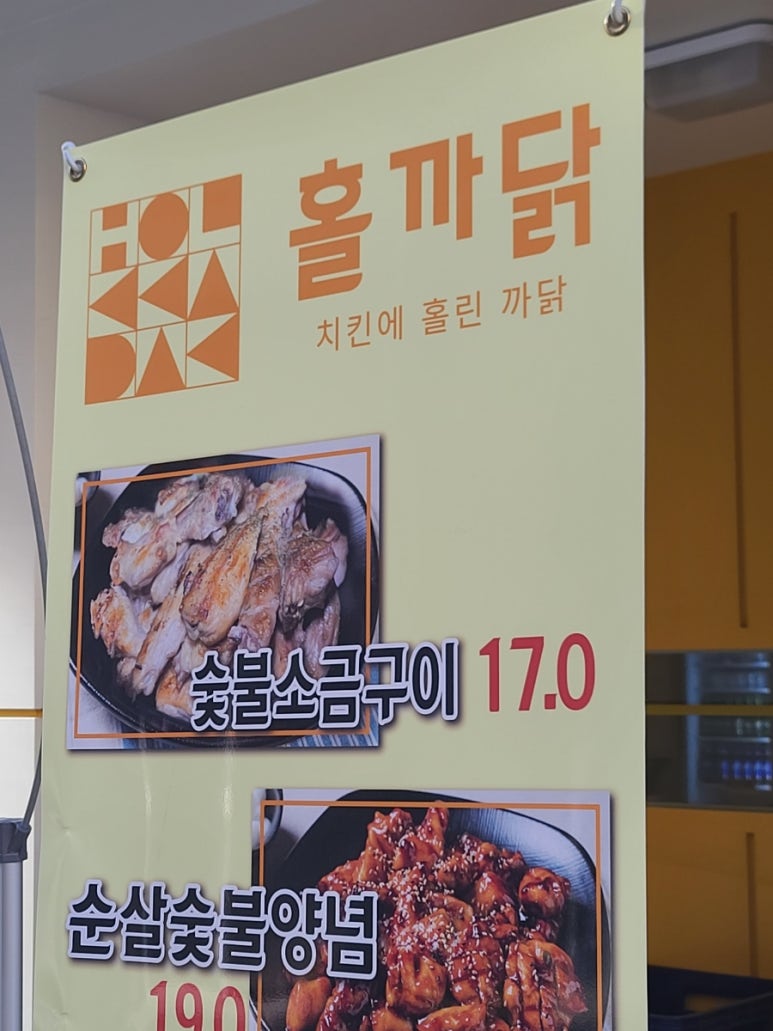 HOL
KKA
DAK
홀까닭
치킨에 홀린 까닭
숯불소금구이 17.0
순살숯불양념
19.0